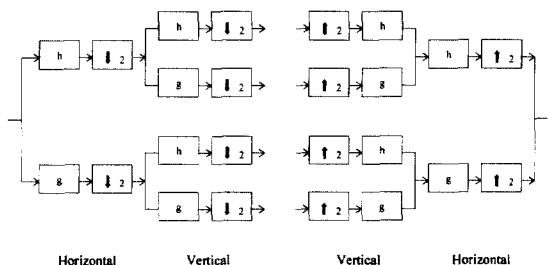 h ↓ 2 ↑ 2 h
h ↓ 2 h ↑ 2
g ↓ 2 ↑ 2 g
h ↓ 2 ↑ 2 h
g ↓ 2 g ↑ 2
g ↓ 2 ↑ 2 g
Horizontal Vertical Vertical Horizontal